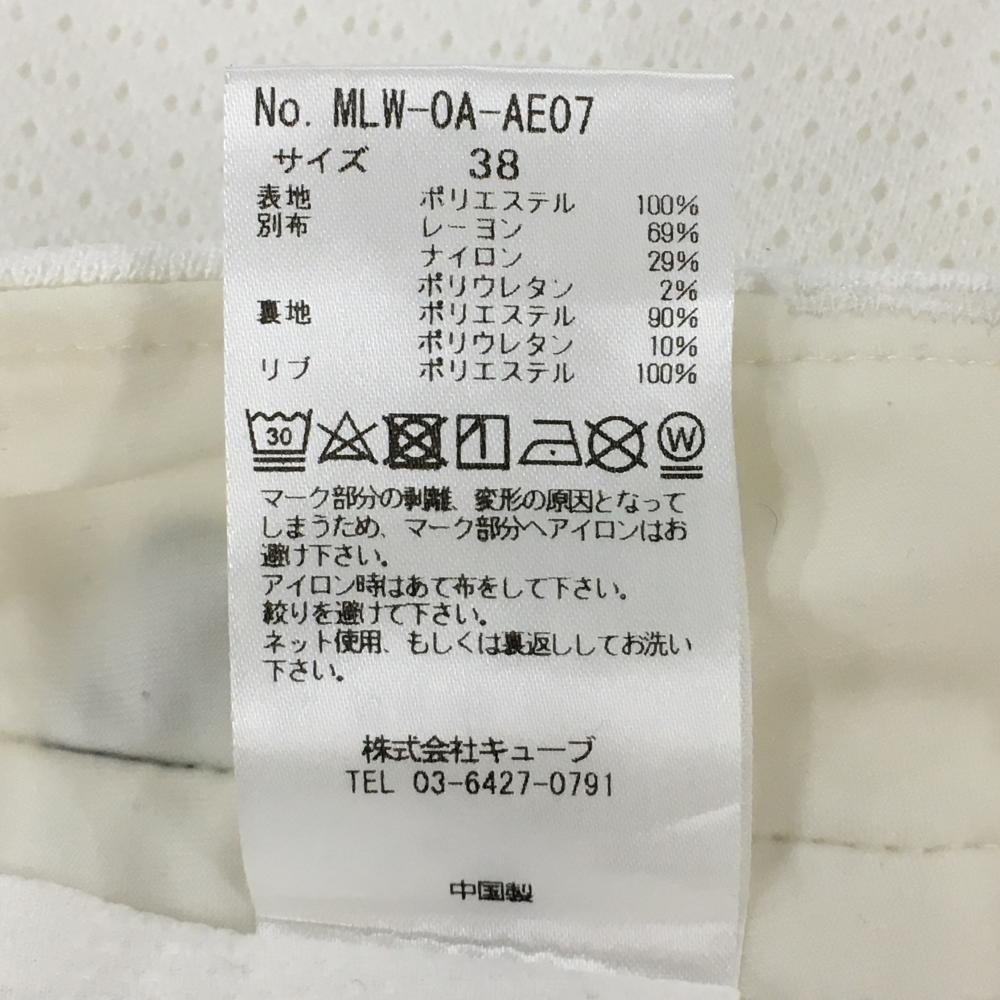 No. MLW-OA-AE07
サイズ 38
表地 ポリエステル 100%
別布 レーヨン 69%
ナイロン 29%
ポリウレタン 2%
裏地 ポリエステル 90%
ポリウレタン 10%
リブ ポリエステル 100%
30 W
マーク部分の剥離、変形の原因となって
しまうため、マーク部分へアイロンはお
避け下さい。
アイロン時はあて布をして下さい。
絞りを避けて下さい。
ネット使用、もしくは裏返ししてお洗い
下さい。
株式会社キューブ
TEL 03-6427-0791
中国製